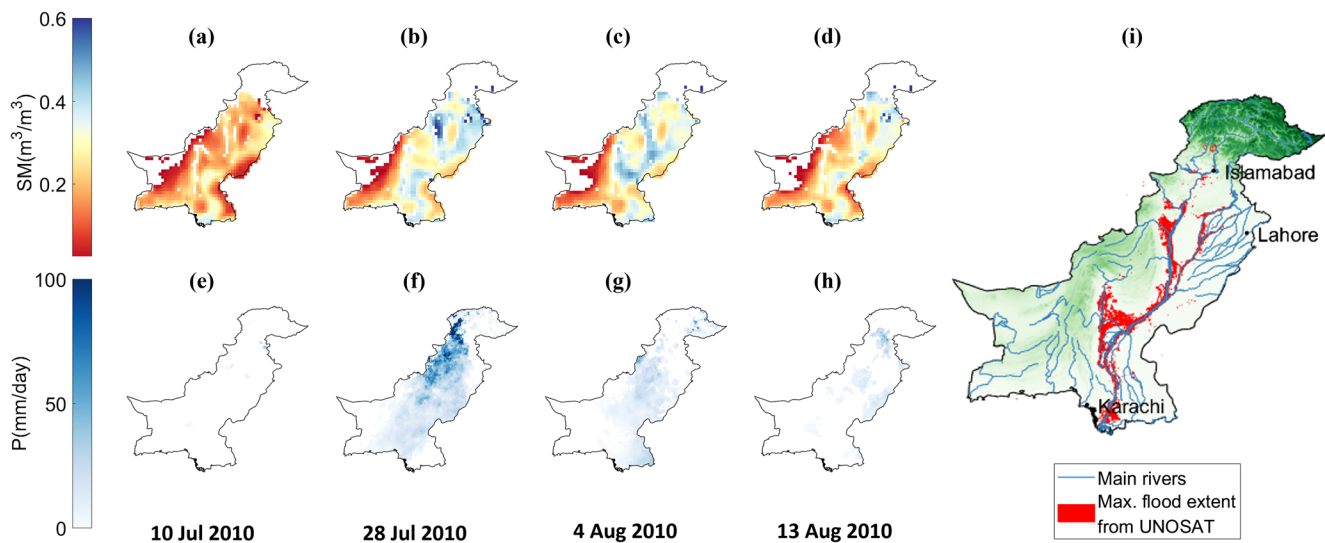 0.6
0.4
0.2
SM(m³/m³)
(a)
(b)
(c)
(d)
(i)
100
50
0
P(mm/day)
(e)
(f)
(g)
(h)
Islamabad
Lahore
Karachi
10 Jul 2010
28 Jul 2010
4 Aug 2010
13 Aug 2010
Main rivers
Max. flood extent
from UNOSAT